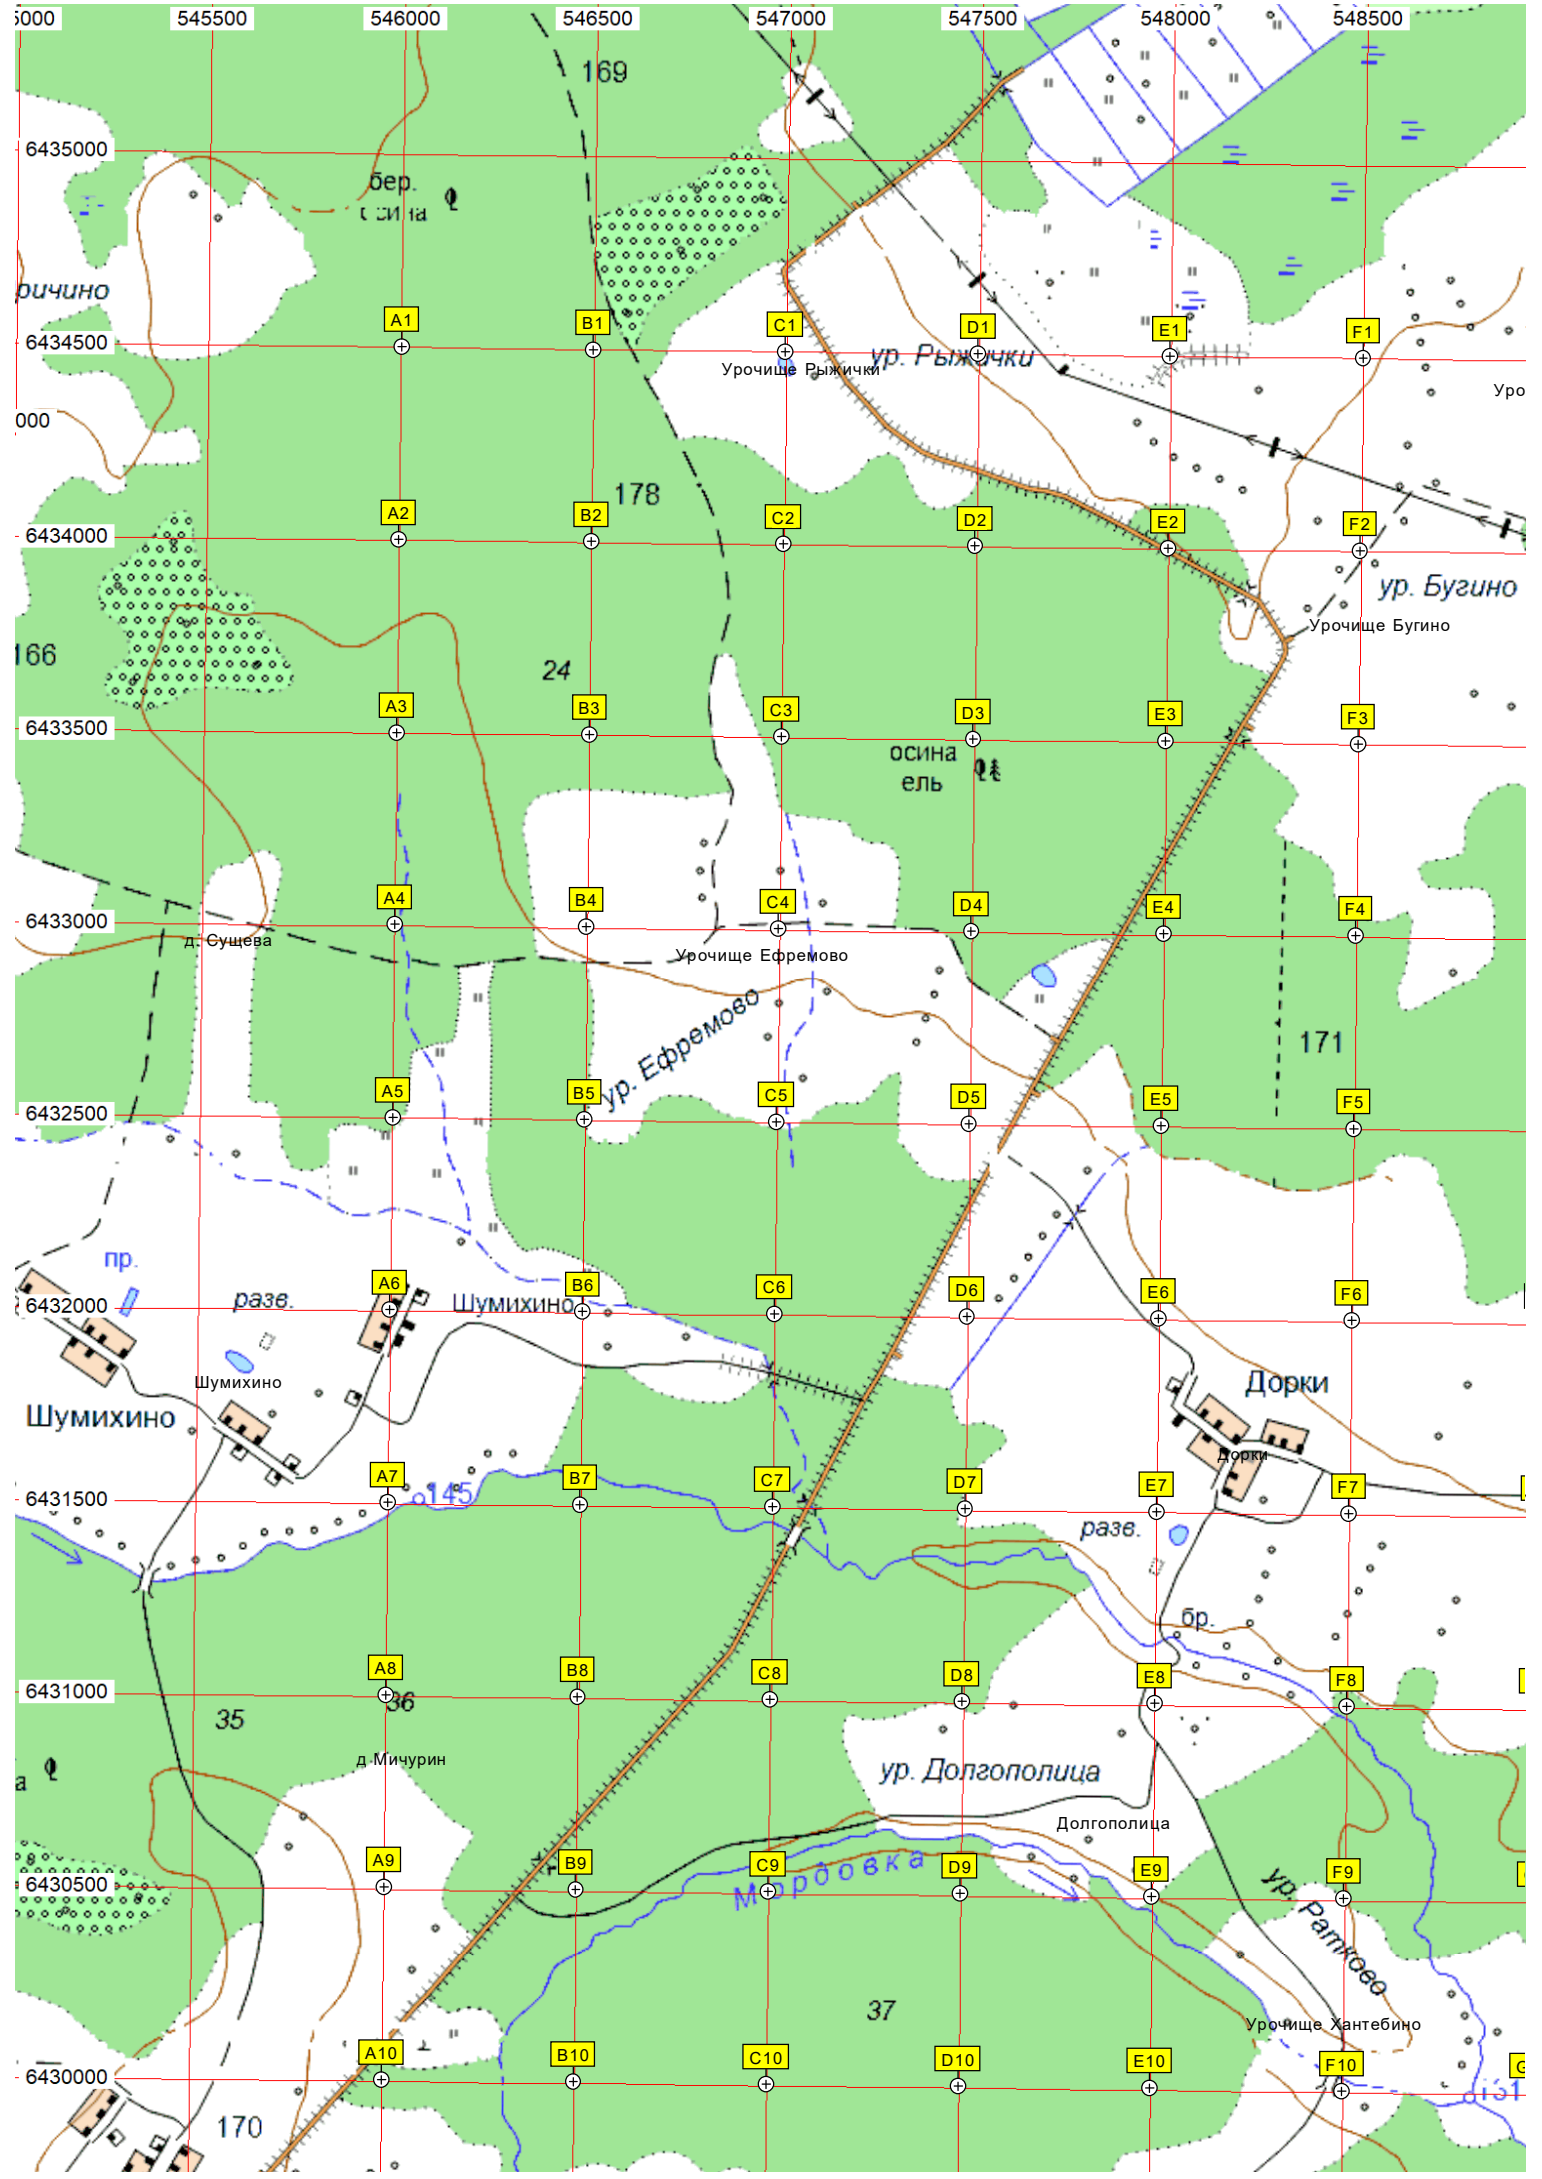 5000 545500 546000 546500 547000 547500 548000 548500
169
6435000
бер.
осина
ричино
A1 B1 C1 D1 E1 F1
6434500
ур. Рыжички
Урочище Рыжички
Уро
000
178
A2 B2 C2 D2 E2 F2
6434000
ур. Бугино
Урочище Бугино
166
24
A3 B3 C3 D3 E3 F3
6433500
осина
ель
A4 B4 C4 D4 E4 F4
6433000
д. Сущева
Урочище Ефремово
ур. Ефремово
171
A5 B5 C5 D5 E5 F5
6432500
пр.
A6 B6 C6 D6 E6 F6
разв.
Шумихино
6432000
Шумихино
Дорки
Шумихино
Дорки
A7 B7 C7 D7 E7 F7
145
6431500
разв.
бр.
A8 B8 C8 D8 E8 F8
6431000
36
35
д Мичурин
а
ур. Долгополица
Долгополица
A9 B9 C9 D9 E9 F9
Мордовка
6430500
ур. Ратково
37
Урочище Хантебино
A10 B10 C10 D10 E10 F10 G
6430000
131
170